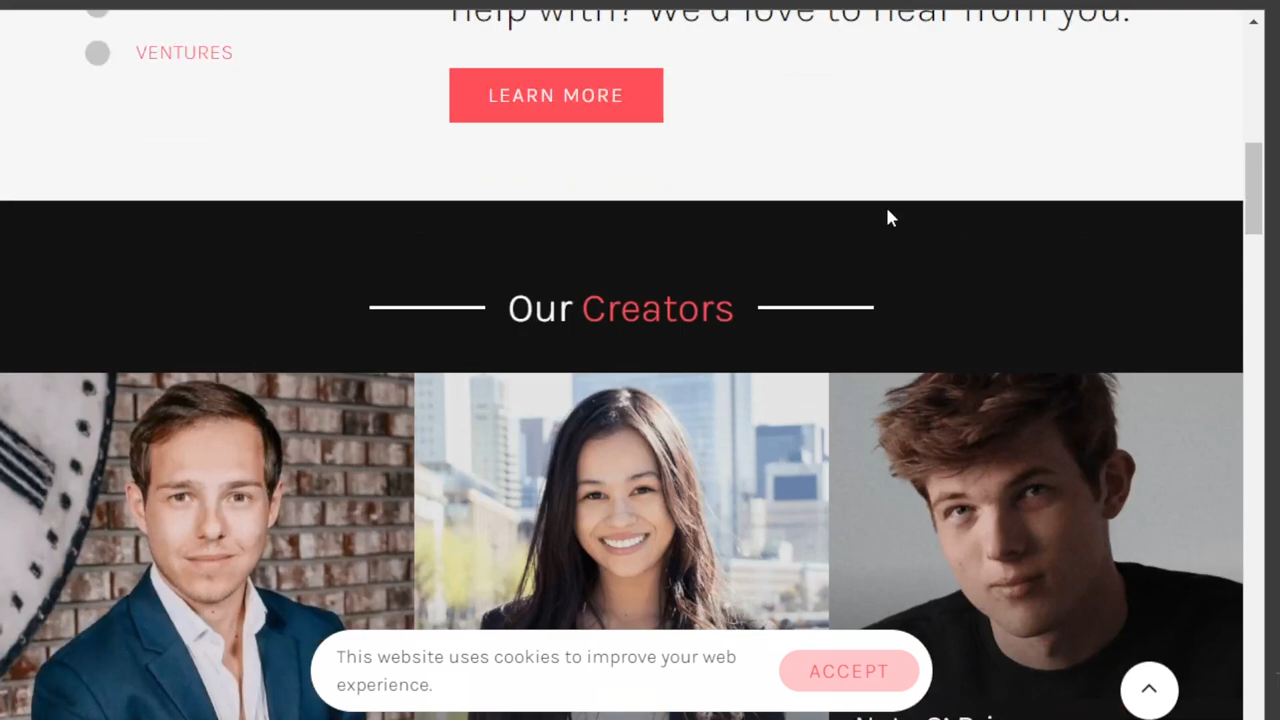 help with? We'd love to hear from you.
VENTURES
LEARN MORE
Our Creators
This website uses cookies to improve your web
experience.
ACCEPT